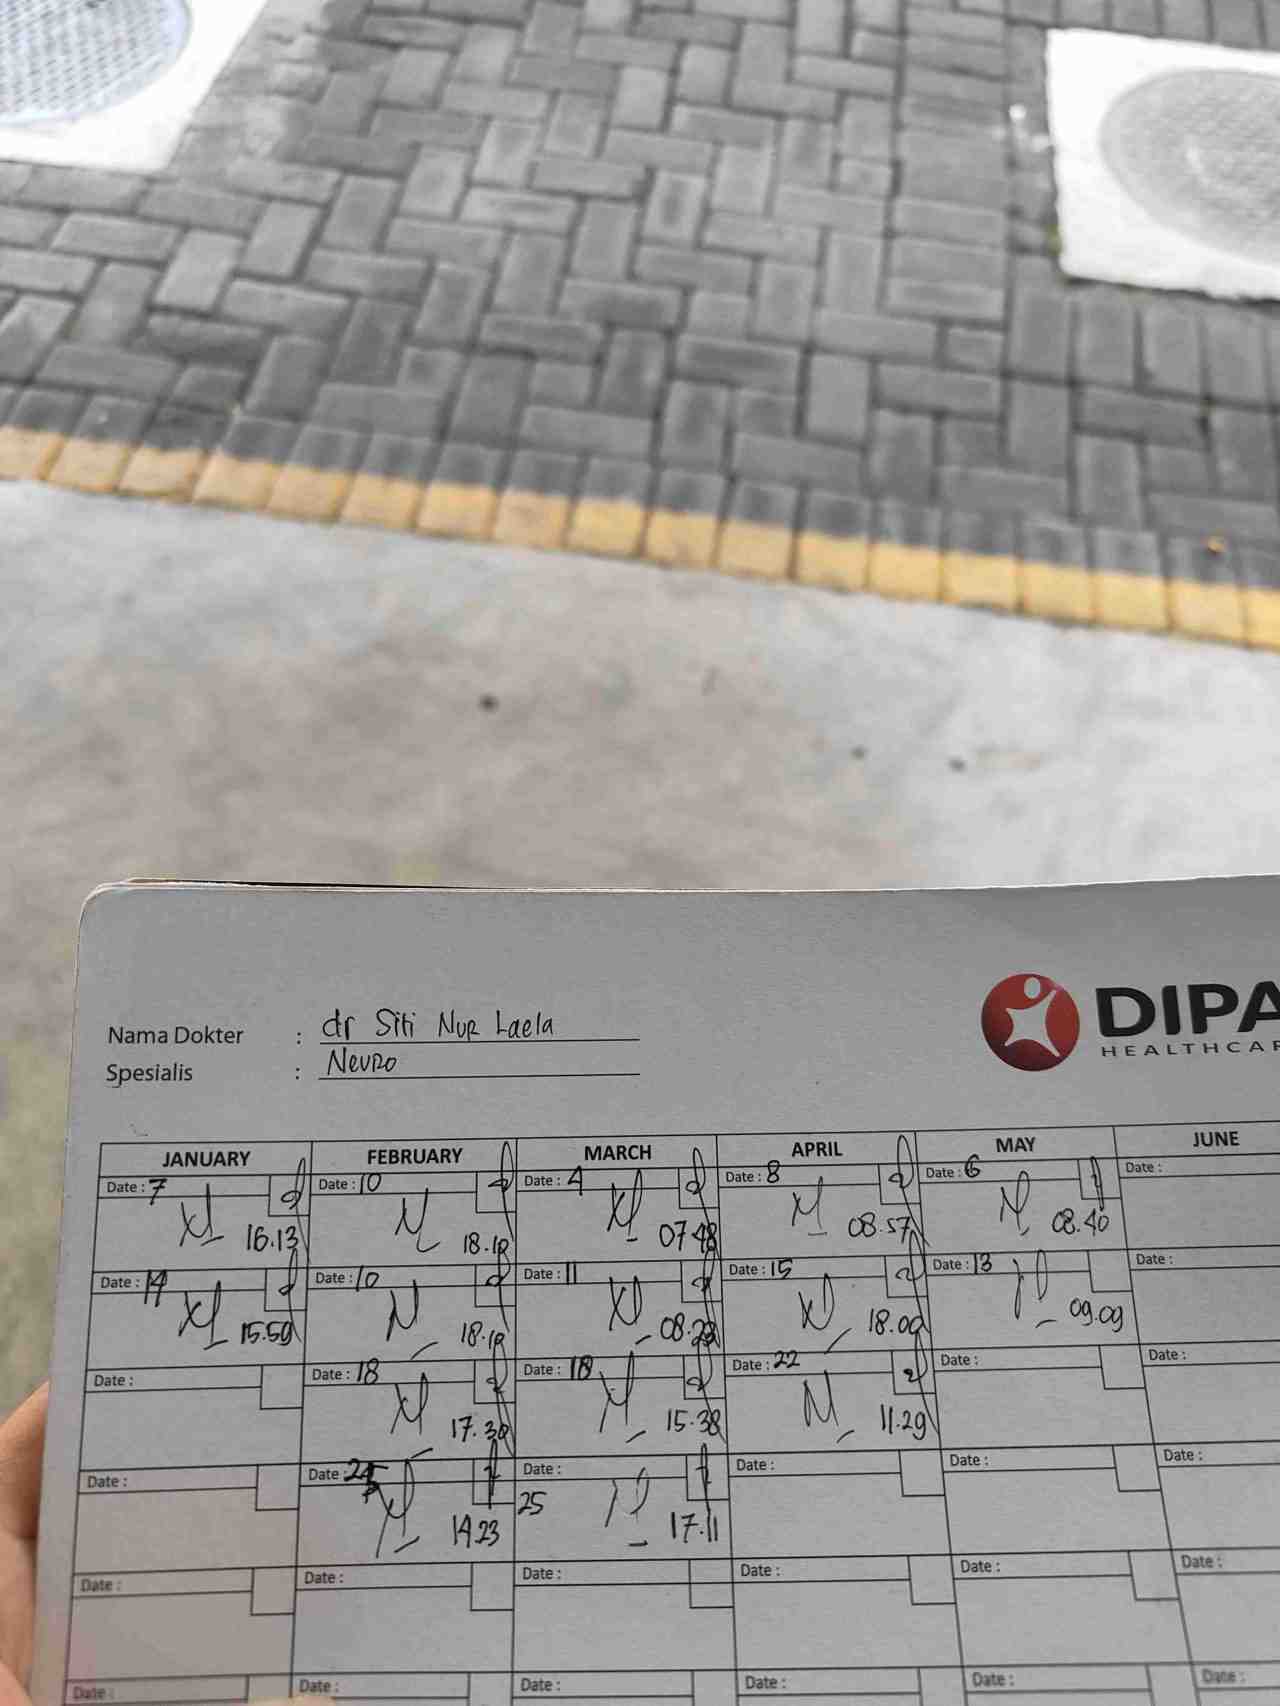 Nama Dokter : dr Siti Nur Laela
Spesialis : Neuro
DIPA
HEALTHCAR
JANUARY FEBRUARY MARCH APRIL MAY JUNE
Date : 7 Date : 10 Date : 4 Date : 8 Date : 6 Date :
16.13 18.10 07.48 08.57 08.40
Date : 14 Date : 10 Date : 11 Date : 15 Date : 13 Date :
15.59 18.10 08.23 18.00 09.09
Date : Date : 18 Date : 18 Date : 22 Date : Date :
17.30 15.38 11.29
Date : Date : 25 Date : Date : Date : Date :
14.23 25 17.11
Date : Date : Date : Date : Date : Date :
Date : Date : Date : Date : Date : Date :